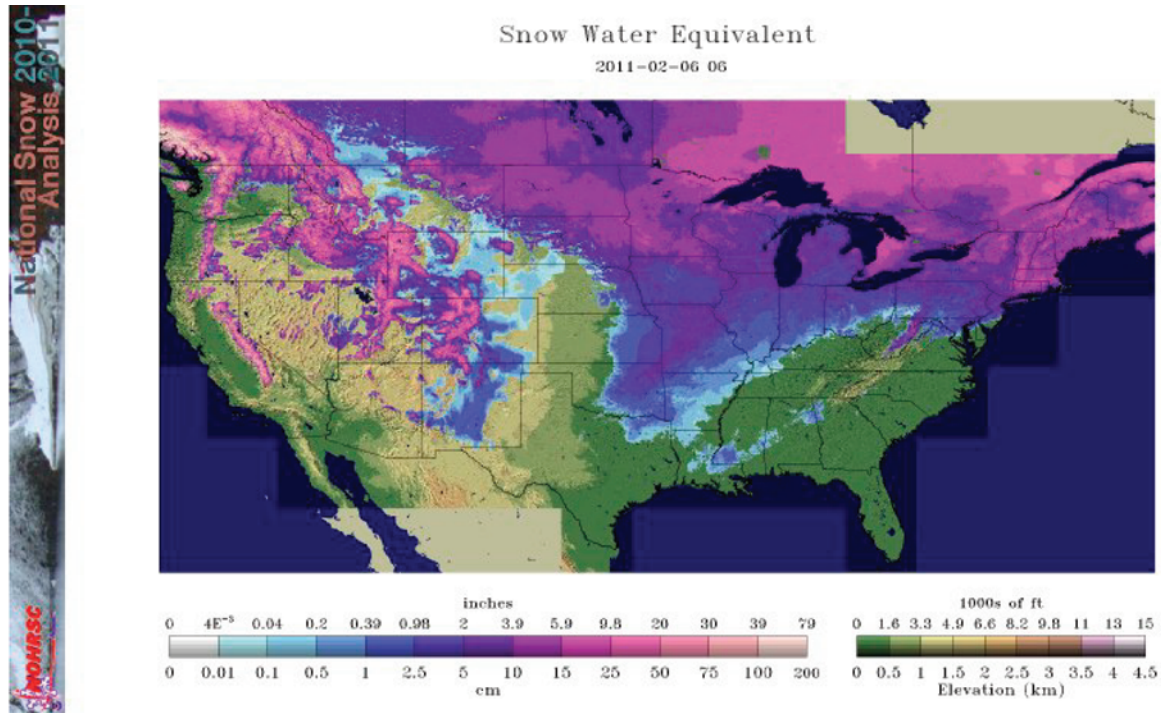 National Snow 2010-
Analysis 2011
NOHRSC
Snow Water Equivalent
2011-02-06 06
inches
0 4E⁻³ 0.04 0.2 0.39 0.98 2 3.9 5.9 9.8 20 30 39 79
0 0.01 0.1 0.5 1 2.5 5 10 15 25 50 75 100 200
cm
1000s of ft
0 1.6 3.3 4.9 6.6 8.2 9.8 11 13 15
0 0.5 1 1.5 2 2.5 3 3.5 4 4.5
Elevation (km)